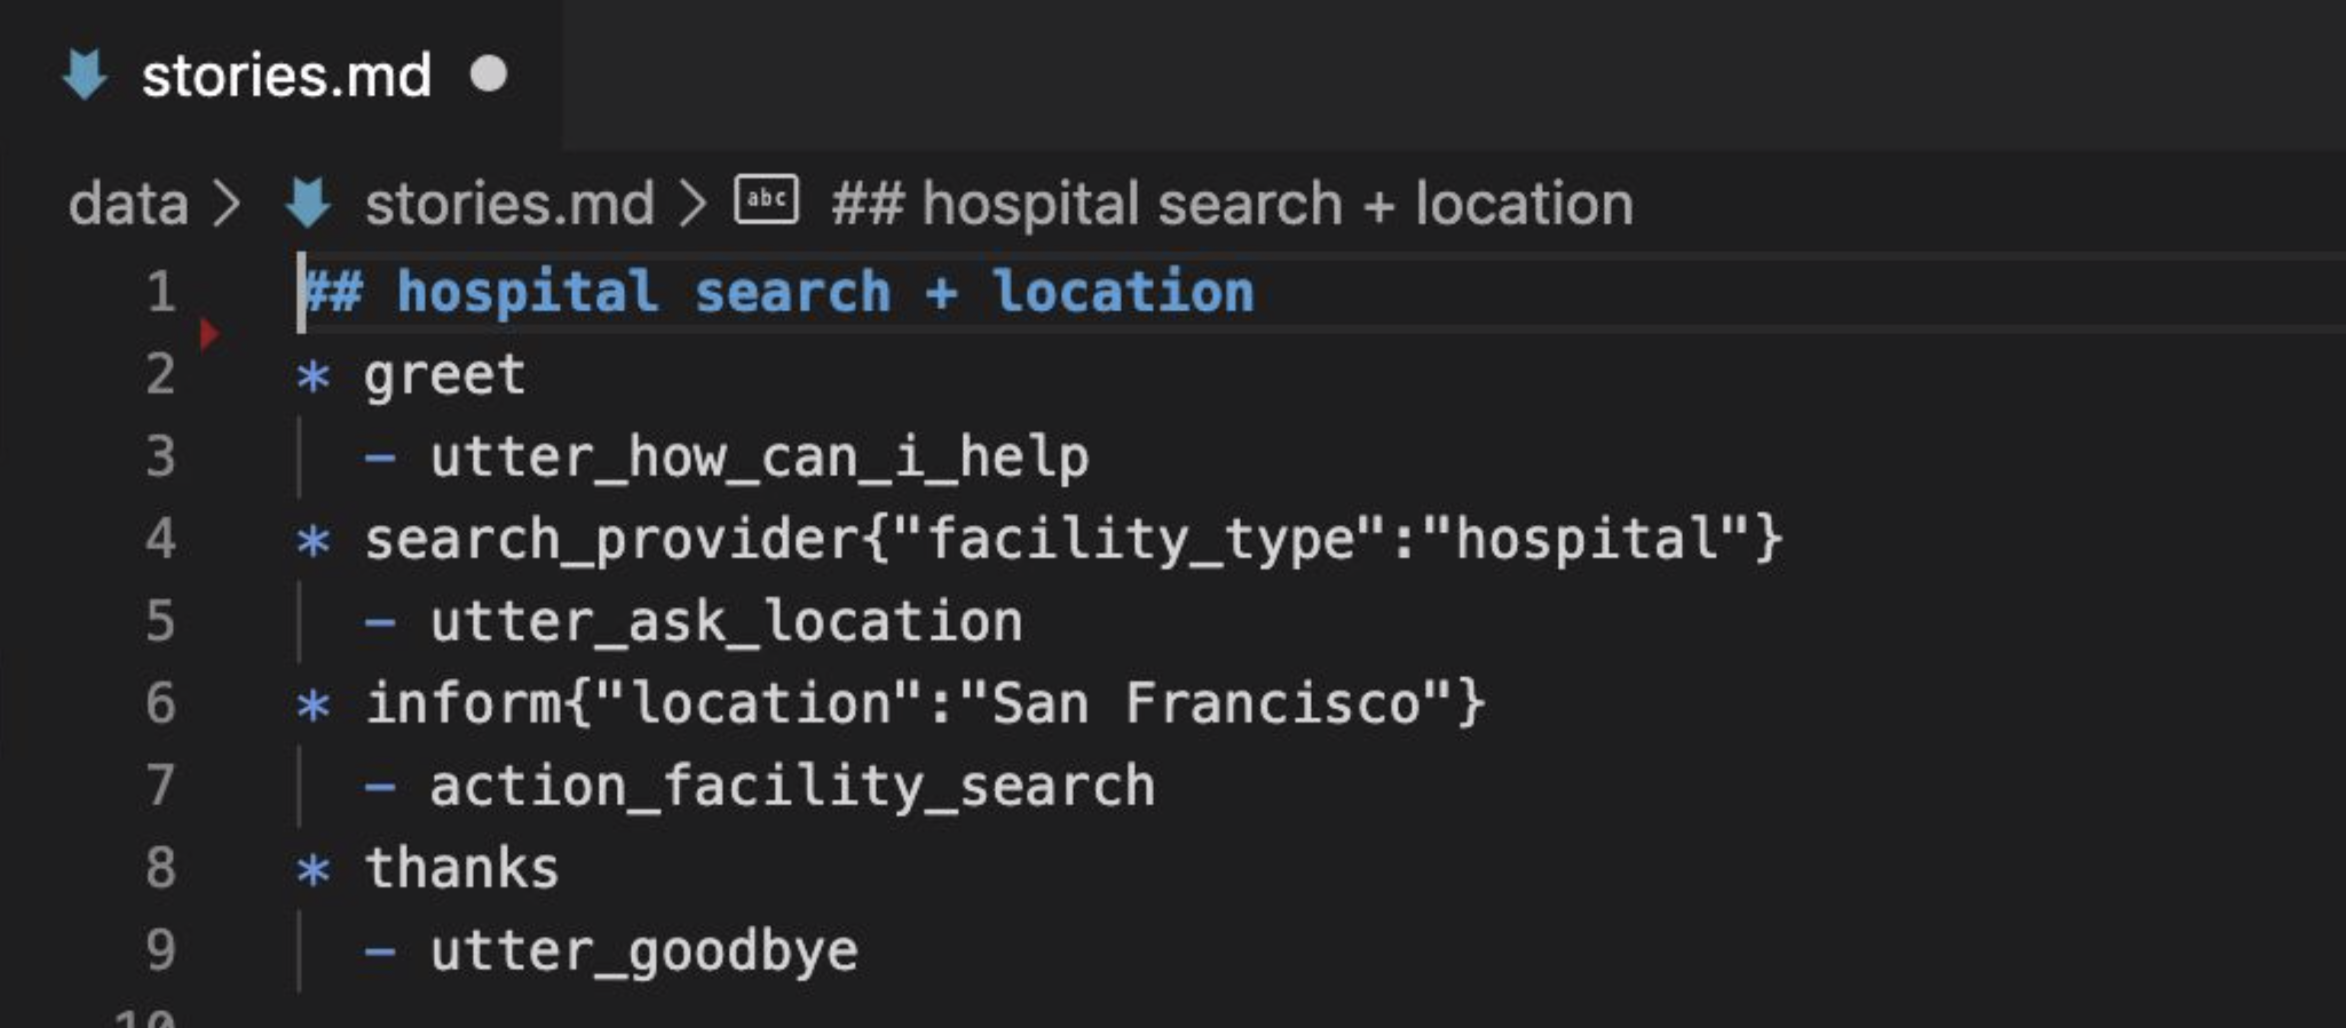 stories.md
data > stories.md > abc ## hospital search + location
1 ## hospital search + location
2 * greet
3 - utter_how_can_i_help
4 * search_provider{"facility_type":"hospital"}
5 - utter_ask_location
6 * inform{"location":"San Francisco"}
7 - action_facility_search
8 * thanks
9 - utter_goodbye
10